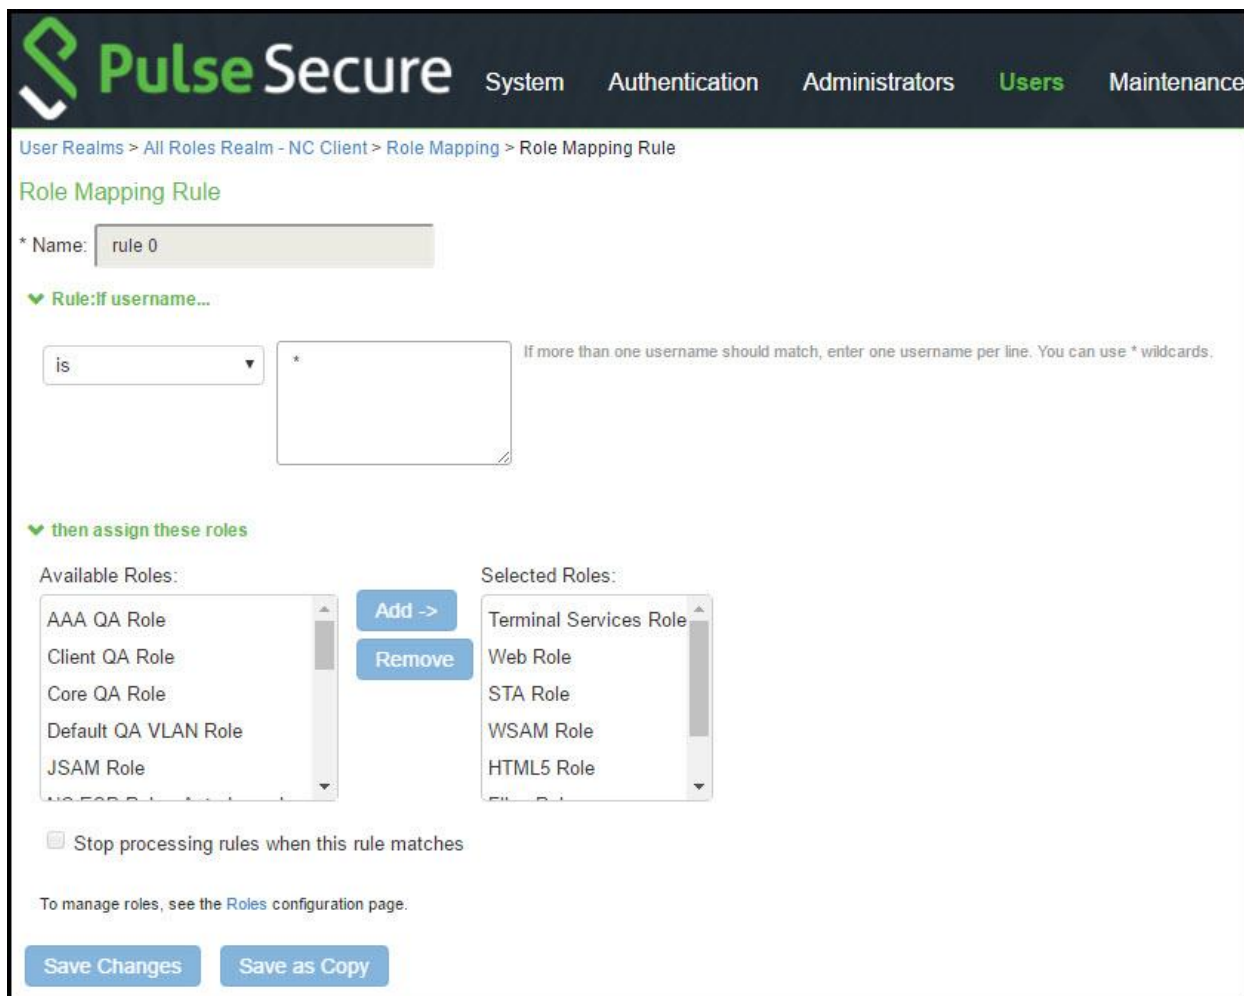 Pulse Secure System Authentication Administrators Users Maintenance
User Realms > All Roles Realm - NC Client > Role Mapping > Role Mapping Rule
Role Mapping Rule
* Name: rule 0
Rule:If username...
is * If more than one username should match, enter one username per line. You can use * wildcards.
then assign these roles
Available Roles: Selected Roles:
AAA QA Role Add -> Terminal Services Role
Client QA Role Remove Web Role
Core QA Role STA Role
Default QA VLAN Role WSAM Role
JSAM Role HTML5 Role
Stop processing rules when this rule matches
To manage roles, see the Roles configuration page.
Save Changes Save as Copy